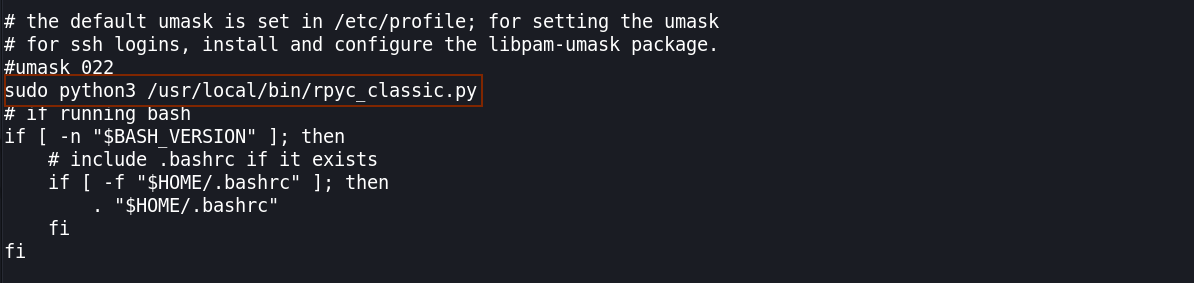 # the default umask is set in /etc/profile; for setting the umask
# for ssh logins, install and configure the libpam-umask package.
#umask 022
sudo python3 /usr/local/bin/rpyc_classic.py
# if running bash
if [ -n "$BASH_VERSION" ]; then
    # include .bashrc if it exists
    if [ -f "$HOME/.bashrc" ]; then
        . "$HOME/.bashrc"
    fi
fi